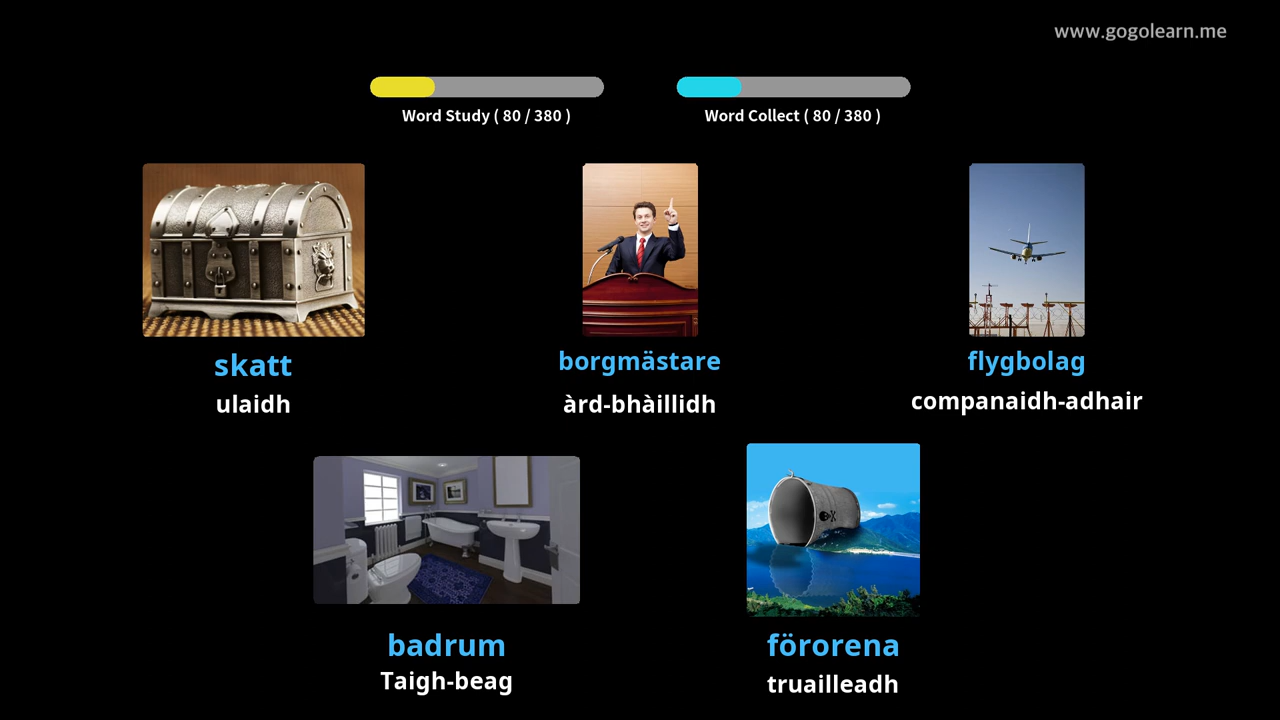 www.gogolearn.me
Word Study ( 80 / 380 )
Word Collect ( 80 / 380 )
skatt
ulaidh
borgmästare
àrd-bhàillidh
flygbolag
companaidh-adhair
badrum
Taigh-beag
förorena
truailleadh